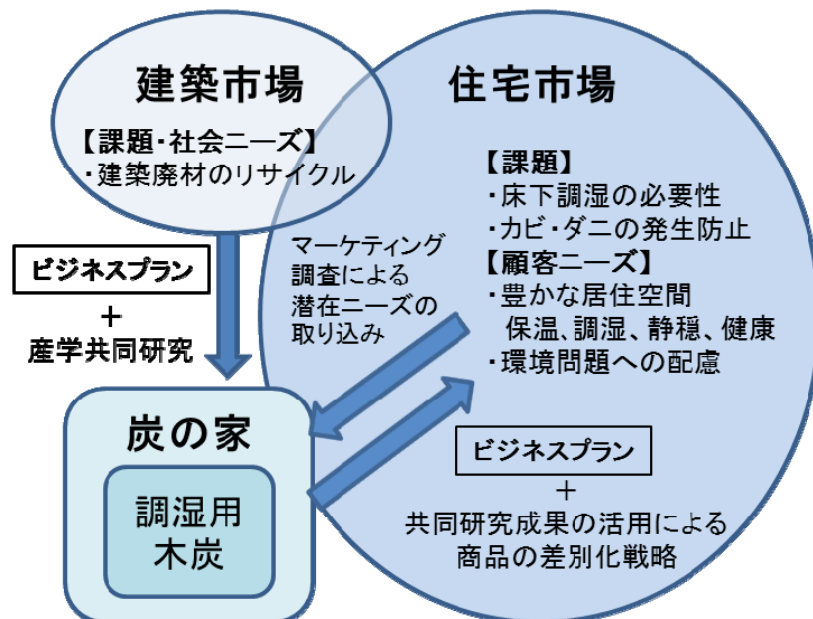 建築市場
【課題・社会ニーズ】
・建築廃材のリサイクル
住宅市場
【課題】
・床下調湿の必要性
・カビ・ダニの発生防止
【顧客ニーズ】
・豊かな居住空間
保温、調湿、静穏、健康
・環境問題への配慮
マーケティング
調査による
潜在ニーズの
取り込み
ビジネスプラン
+
産学共同研究
炭の家
調湿用
木炭
ビジネスプラン
+
共同研究成果の活用による
商品の差別化戦略